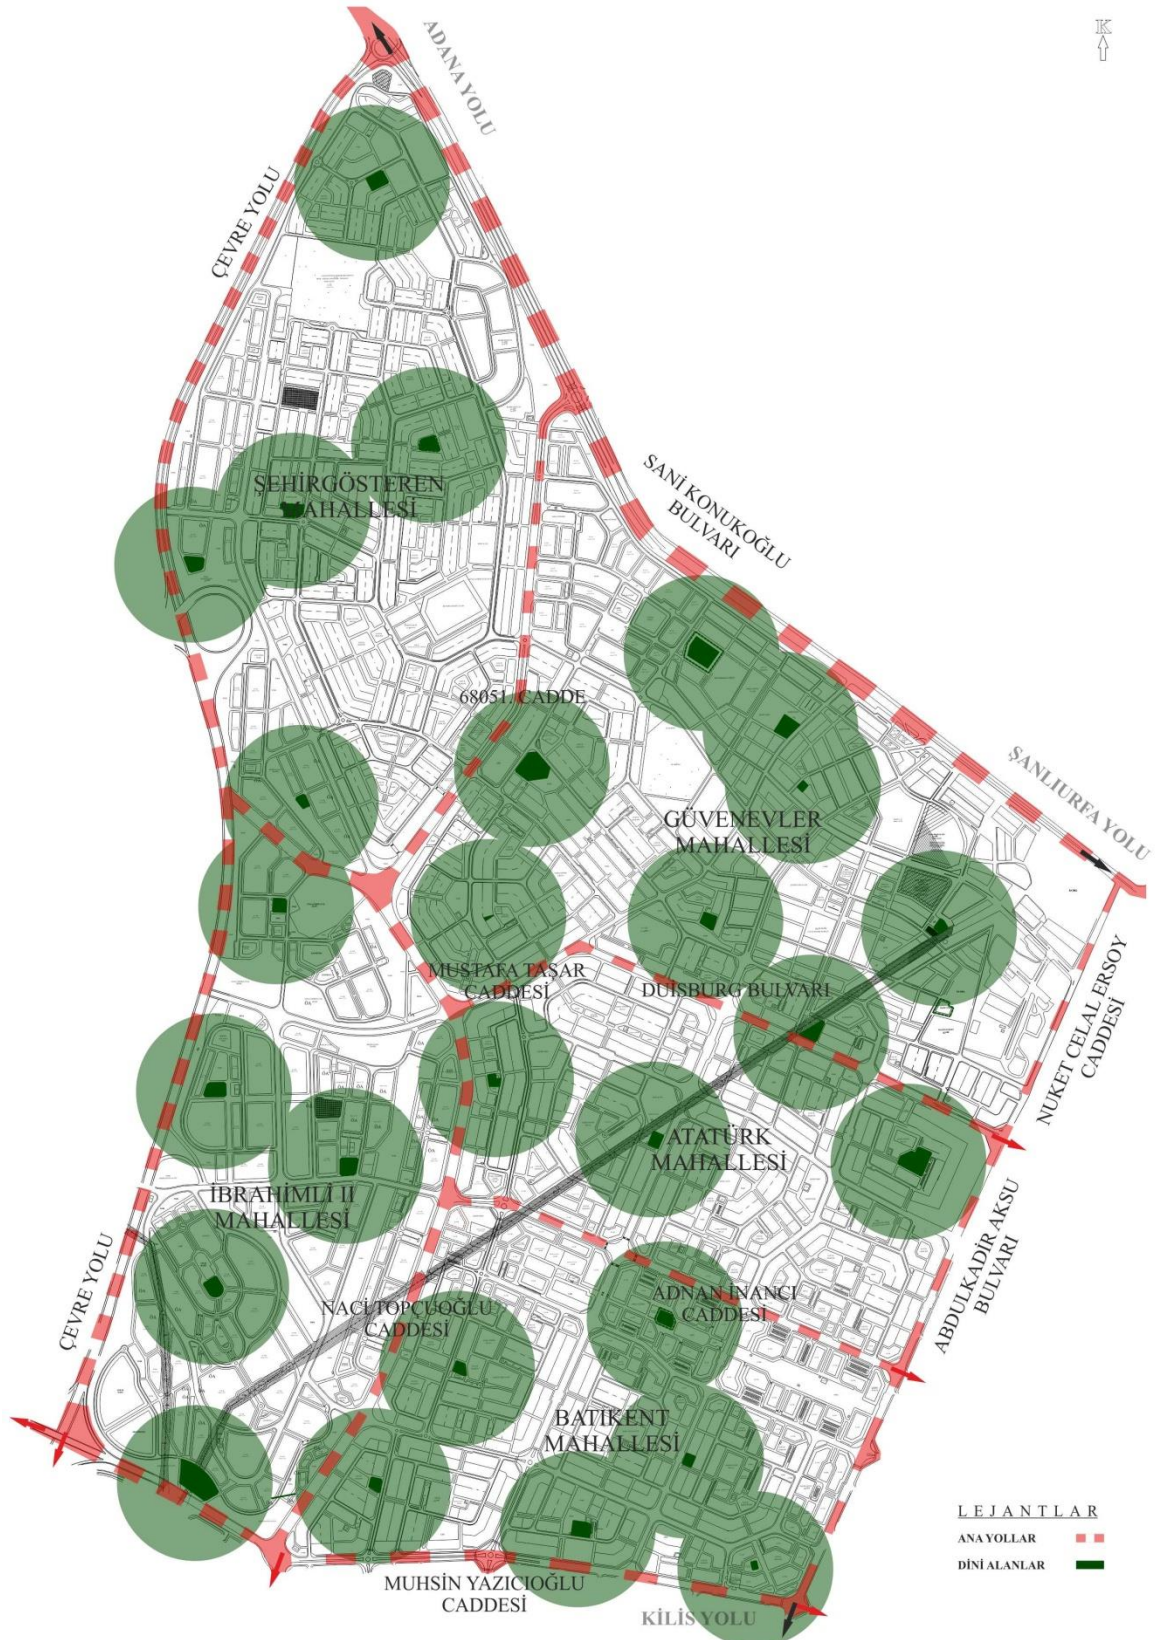 K
ADANA YOLU
ÇEVRE YOLU
ŞEHİRGÖSTEREN
MAHALLESİ
SANİ KONUKOĞLU
BULVARI
68051. CADDE
ŞANLIURFA YOLU
GÜVENEVLER
MAHALLESİ
MUSTAFA TAŞAR
CADDESİ
DUISBURG BULVARI
NUKET CELAL ERSOY
CADDESİ
ATATÜRK
MAHALLESİ
İBRAHİMLİ II
MAHALLESİ
ABDULKADİR AKSU
BULVARI
ÇEVRE YOLU
NACİ TOPÇUOĞLU
CADDESİ
ADNAN İNANCI
CADDESİ
BATIKENT
MAHALLESİ
LEJANTLAR
ANA YOLLAR
DİNİ ALANLAR
MUHSİN YAZICIOĞLU
CADDESİ
KİLİS YOLU